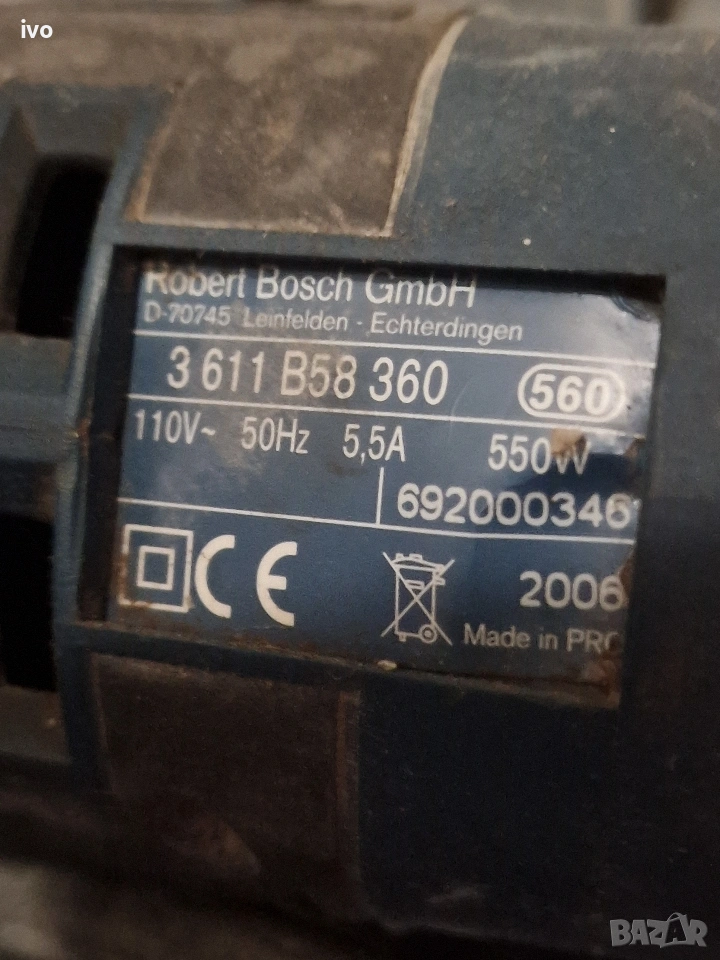 ivo
Robert Bosch GmbH
D-70745 Leinfelden - Echterdingen
3 611 B58 360 560
110V~ 50Hz 5,5A 550W
692000346
CE
2006
Made in PRC
BAZAR